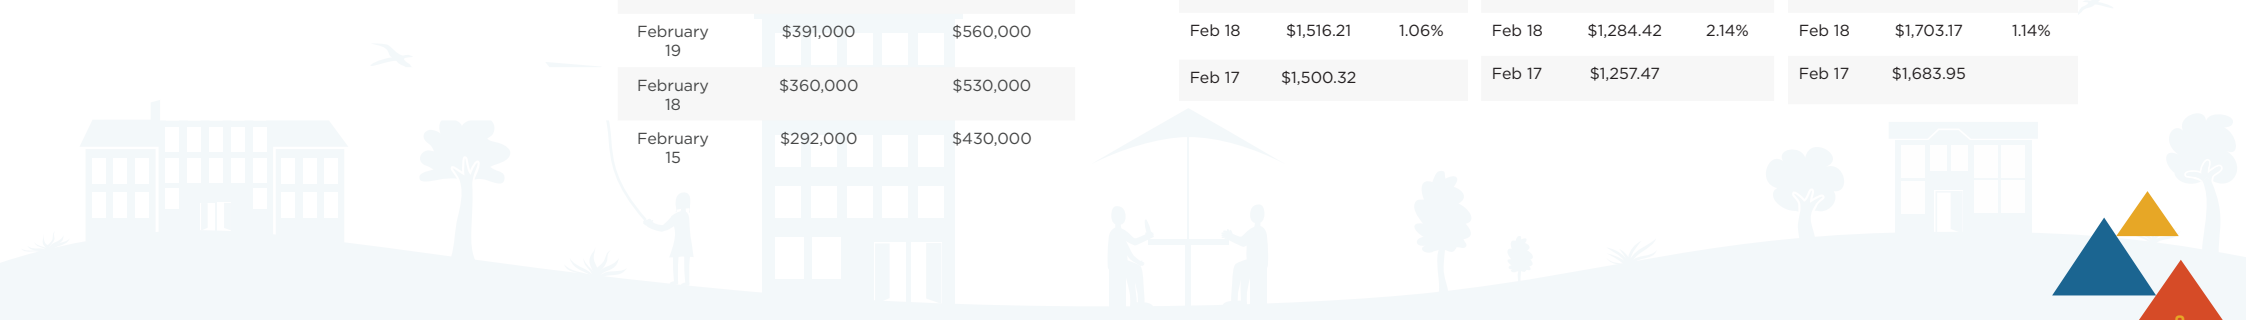 February $391,000 $560,000
19
February $360,000 $530,000
18
February $292,000 $430,000
15
Feb 18 $1,516.21 1.06%
Feb 17 $1,500.32
Feb 18 $1,284.42 2.14%
Feb 17 $1,257.47
Feb 18 $1,703.17 1.14%
Feb 17 $1,683.95